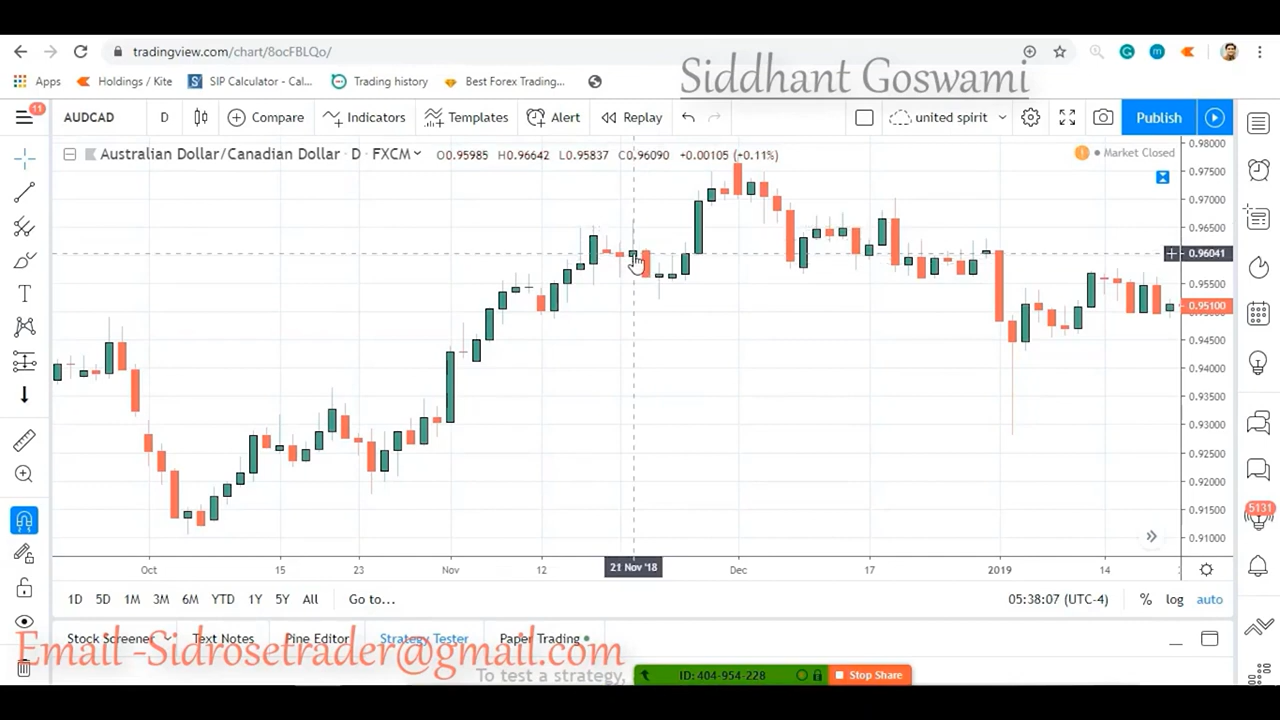 tradingview.com/chart/8ocFBLQo/
Siddhant Goswami
Apps Holdings / Kite SIP Calculator - Cal... Trading history Best Forex Trading...
11
AUDCAD D Compare Indicators Templates Alert Replay united spirit Publish
Australian Dollar/Canadian Dollar · D · FXCM O0.95985 H0.96642 L0.95837 C0.96090 +0.00105 (+0.11%)
! Market Closed
0.98000
0.97500
0.97000
0.96500
0.96041
0.95500
0.95100
0.94500
0.94000
0.93500
0.93000
0.92500
0.92000
0.91500
0.91000
5131
Oct 15 23 Nov 12 21 Nov '18 Dec 17 2019 14
1D 5D 1M 3M 6M YTD 1Y 5Y All Go to... 05:38:07 (UTC-4) % log auto
Stock Screener Text Notes Pine Editor Strategy Tester Paper Trading
Email -Sidrosetrader@gmail.com
To test a strategy,
ID: 404-954-228 Stop Share